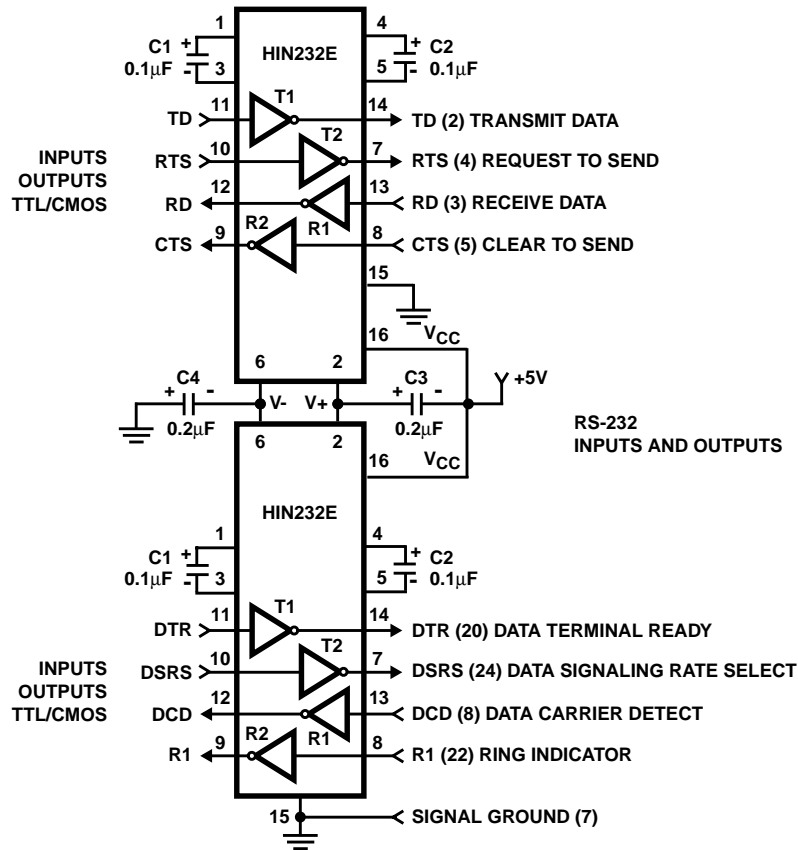 1 4
C1 + HIN232E + C2
0.1µF - 3 5 - 0.1µF
T1
11 14
TD TD (2) TRANSMIT DATA
T2
10 7
INPUTS RTS RTS (4) REQUEST TO SEND
OUTPUTS 12 13
TTL/CMOS RD RD (3) RECEIVE DATA
9 R2 R1 8
CTS CTS (5) CLEAR TO SEND
15
16 VCC
6 2
C4 C3
+ - V- V+ + - +5V
0.2µF 0.2µF
RS-232
INPUTS AND OUTPUTS
6 2
16 VCC
HIN232E
1 4
C1 + + C2
0.1µF - 3 5 - 0.1µF
T1
11 14
DTR DTR (20) DATA TERMINAL READY
T2
10 7
INPUTS DSRS DSRS (24) DATA SIGNALING RATE SELECT
OUTPUTS 12 13
TTL/CMOS DCD DCD (8) DATA CARRIER DETECT
9 R2 R1 8
R1 R1 (22) RING INDICATOR
15 SIGNAL GROUND (7)